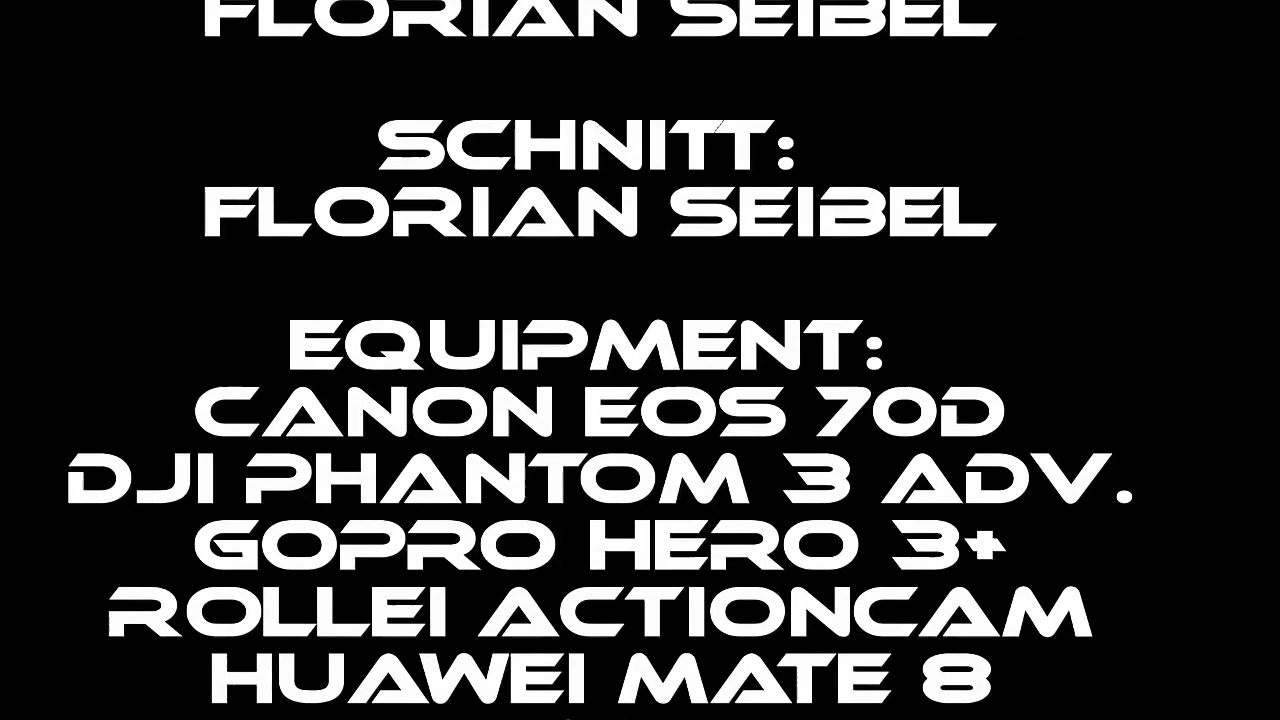 FLORIAN SEIBEL
SCHNITT:
FLORIAN SEIBEL
EQUIPMENT:
CANON EOS 70D
DJI PHANTOM 3 ADV.
GOPRO HERO 3+
ROLLEI ACTIONCAM
HUAWEI MATE 8